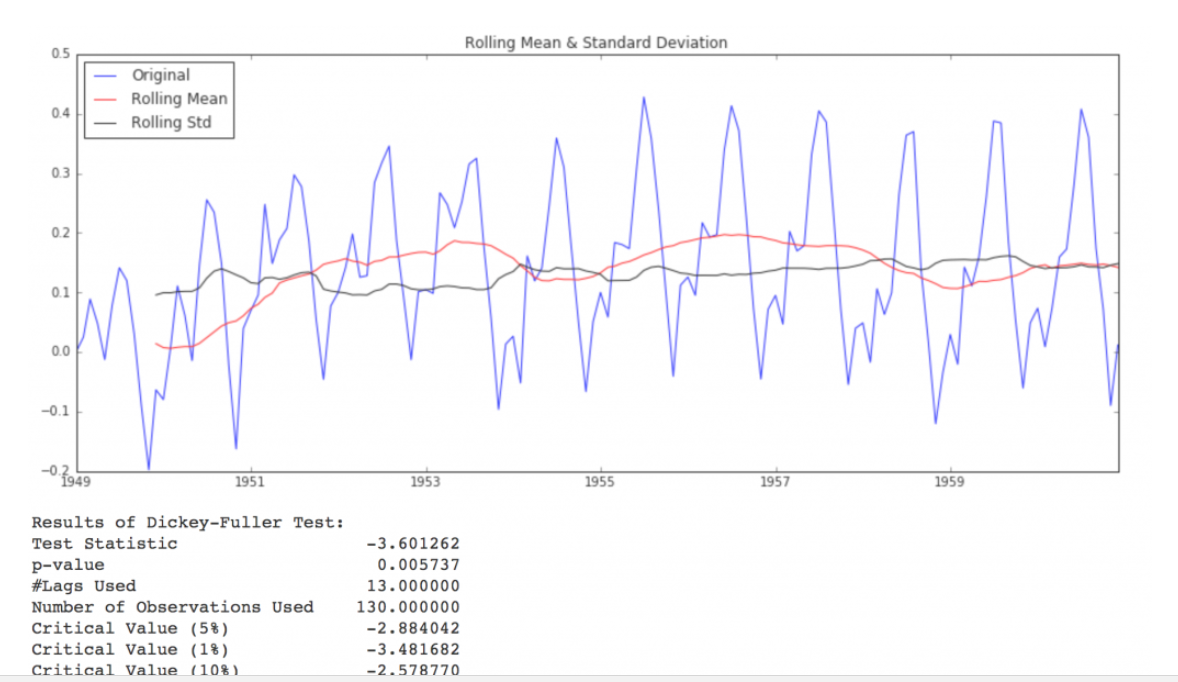 Rolling Mean & Standard Deviation
0.5
Original
Rolling Mean
Rolling Std
0.4
0.3
0.2
0.1
0.0
−0.1
−0.2
1949 1951 1953 1955 1957 1959
Results of Dickey-Fuller Test:
Test Statistic -3.601262
p-value 0.005737
#Lags Used 13.000000
Number of Observations Used 130.000000
Critical Value (5%) -2.884042
Critical Value (1%) -3.481682
Critical Value (10%) -2.578770